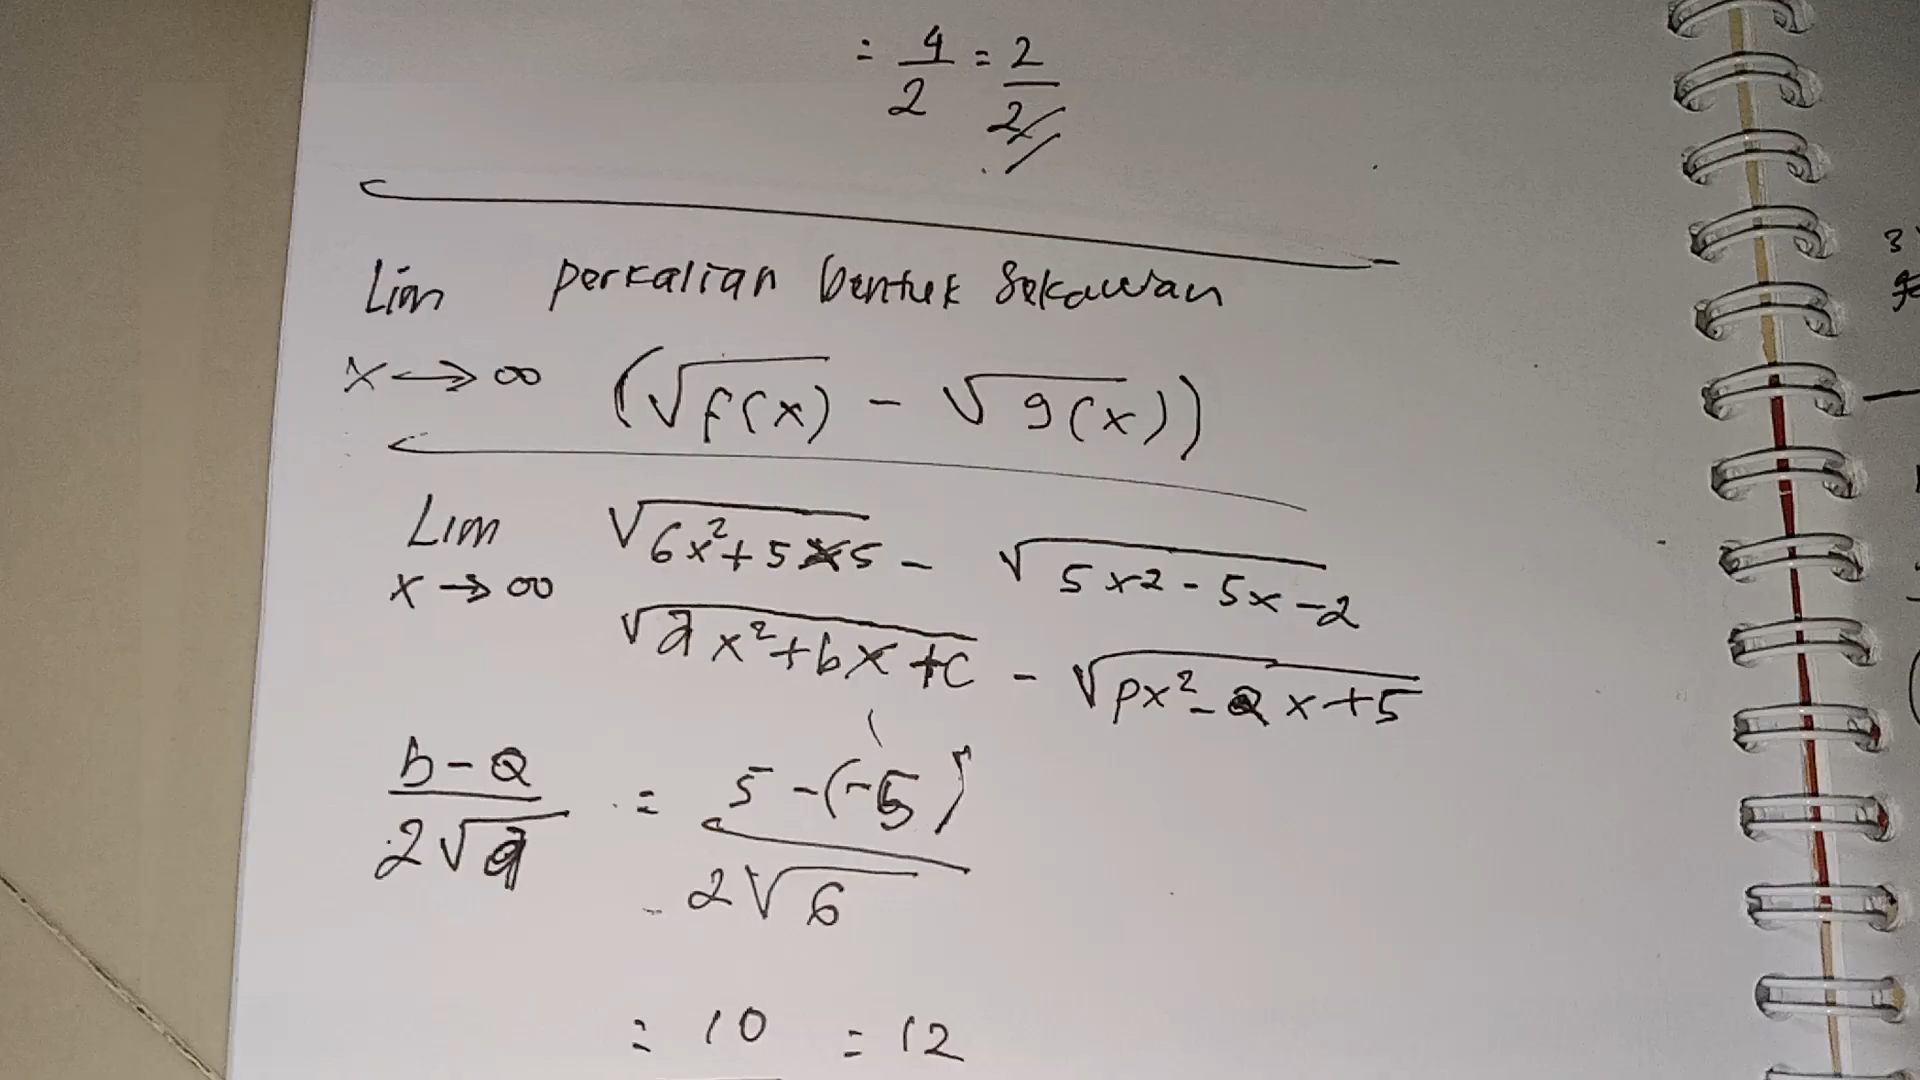 = 4/2 = 2/2
Lim perkalian bentuk sekawan
x → ∞ (√f(x) - √g(x))
Lim √6x²+5x5 - √5x2-5x-2
x → ∞ √ax²+bx+c - √px²-Qx+5
b-Q/2√a = 5-(-5)/2√6
= 10 = 12